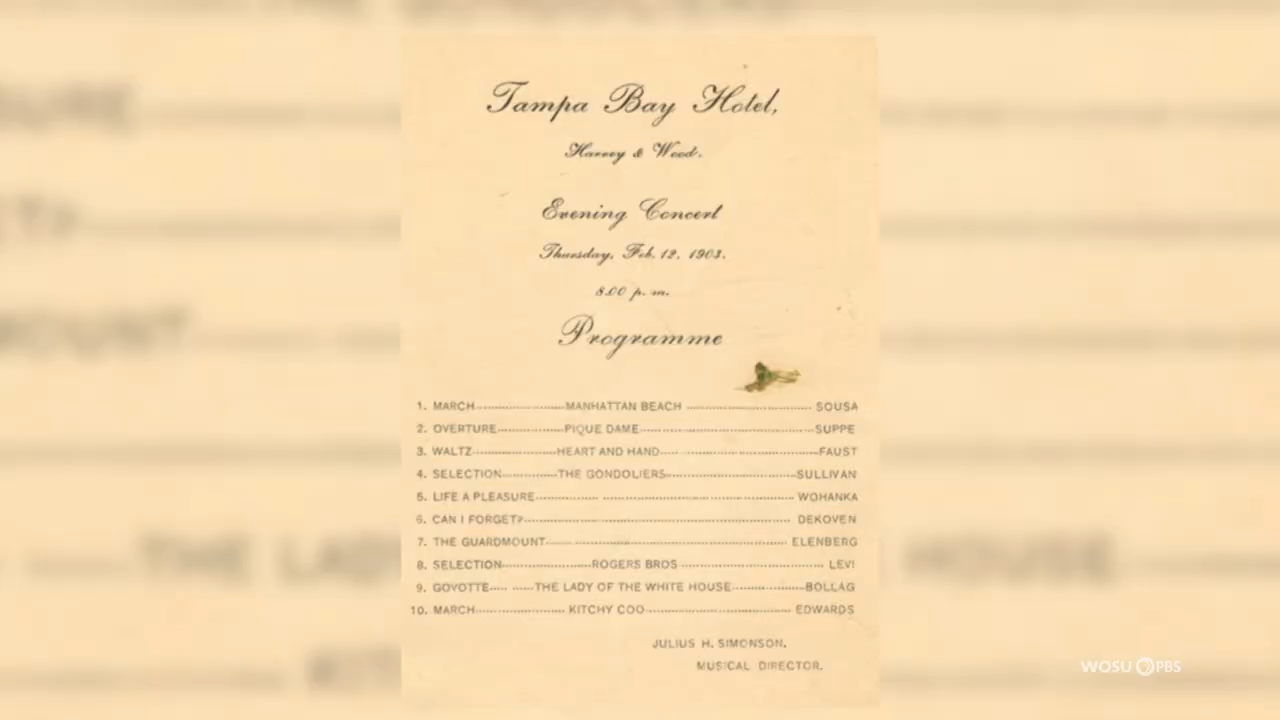 Tampa Bay Hotel,
Harvey & Wood.
Evening Concert
Thursday, Feb. 12, 1903.
8.00 p. m.
Programme
1. MARCH MANHATTAN BEACH SOUSA
2. OVERTURE PIQUE DAME SUPPE
3. WALTZ HEART AND HAND FAUST
4. SELECTION THE GONDOLIERS SULLIVAN
5. LIFE A PLEASURE WOHANKA
6. CAN I FORGET? DEKOVEN
7. THE GUARDMOUNT ELENBERG
8. SELECTION ROGERS BROS LEVI
9. GOVOTTE THE LADY OF THE WHITE HOUSE BOLLAG
10. MARCH KITCHY COO EDWARDS
JULIUS H. SIMONSON.
MUSICAL DIRECTOR.
WOSU PBS